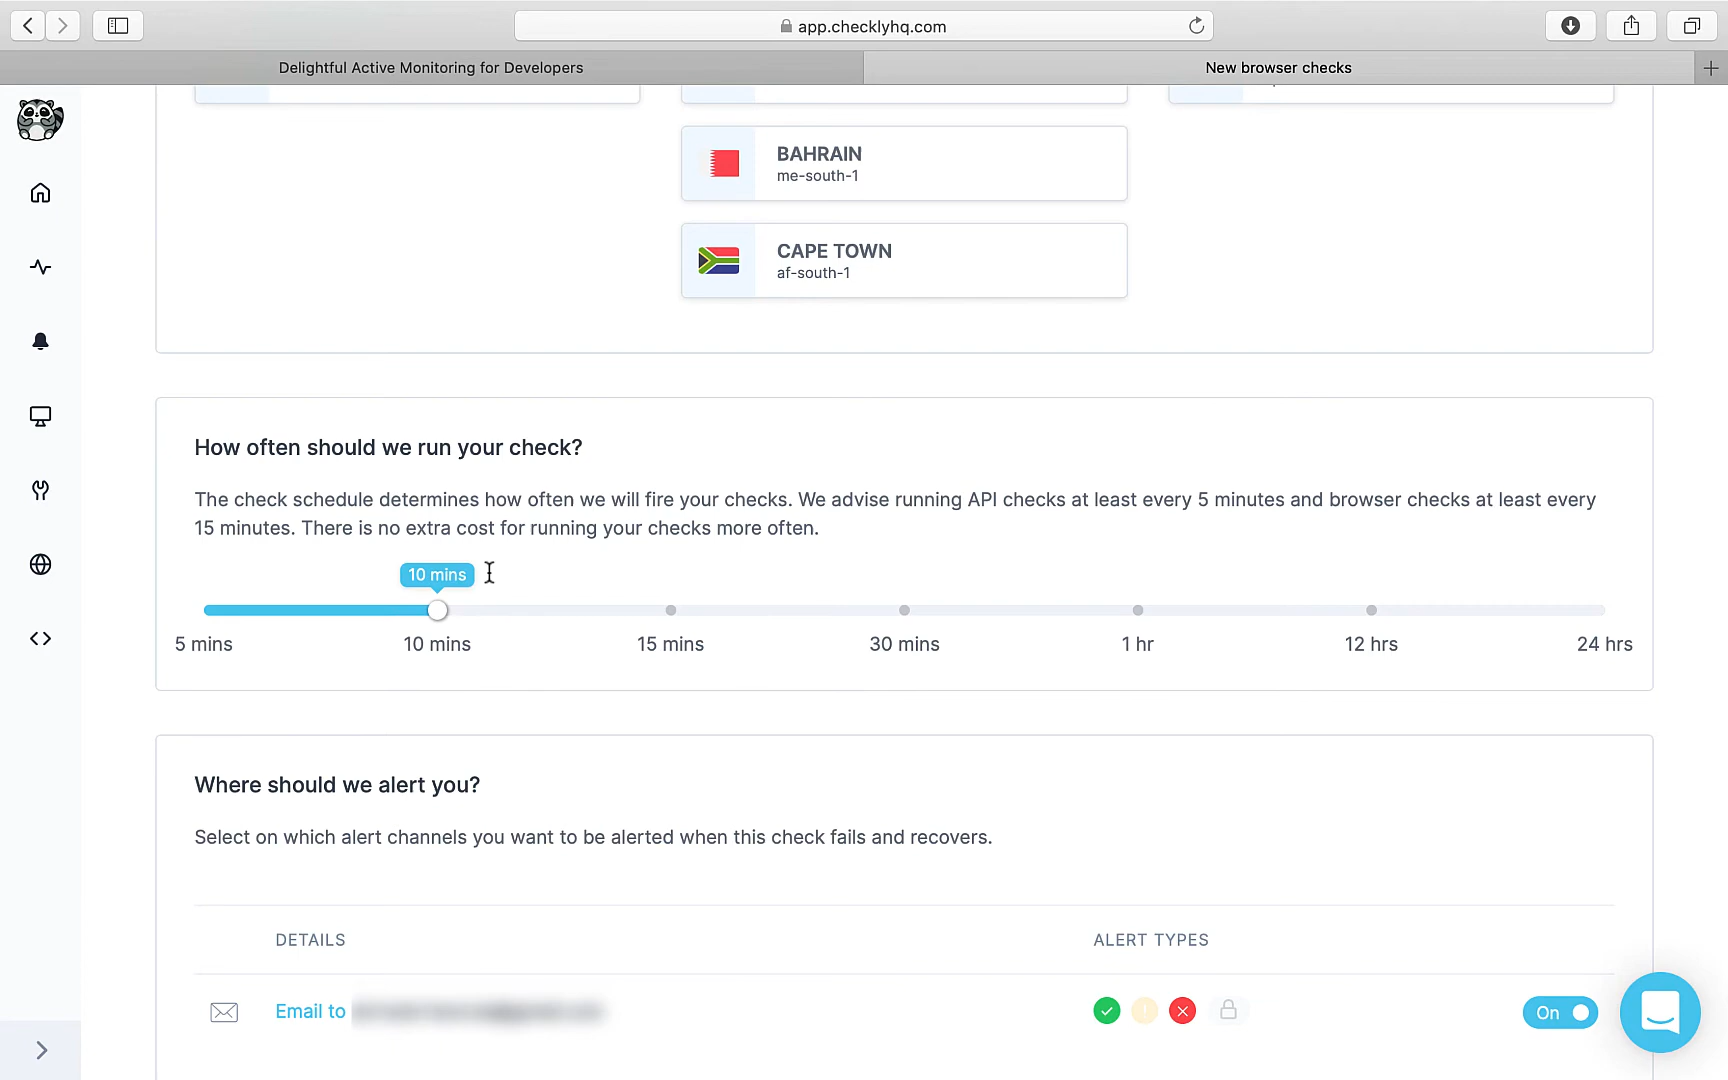 app.checklyhq.com
Delightful Active Monitoring for Developers
New browser checks
BAHRAIN
me-south-1
CAPE TOWN
af-south-1
How often should we run your check?
The check schedule determines how often we will fire your checks. We advise running API checks at least every 5 minutes and browser checks at least every
15 minutes. There is no extra cost for running your checks more often.
10 mins
5 mins 10 mins 15 mins 30 mins 1 hr 12 hrs 24 hrs
Where should we alert you?
Select on which alert channels you want to be alerted when this check fails and recovers.
DETAILS ALERT TYPES
Email to
On